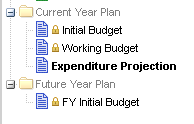 Current Year Plan
Initial Budget
Working Budget
Expenditure Projection
Future Year Plan
FY Initial Budget